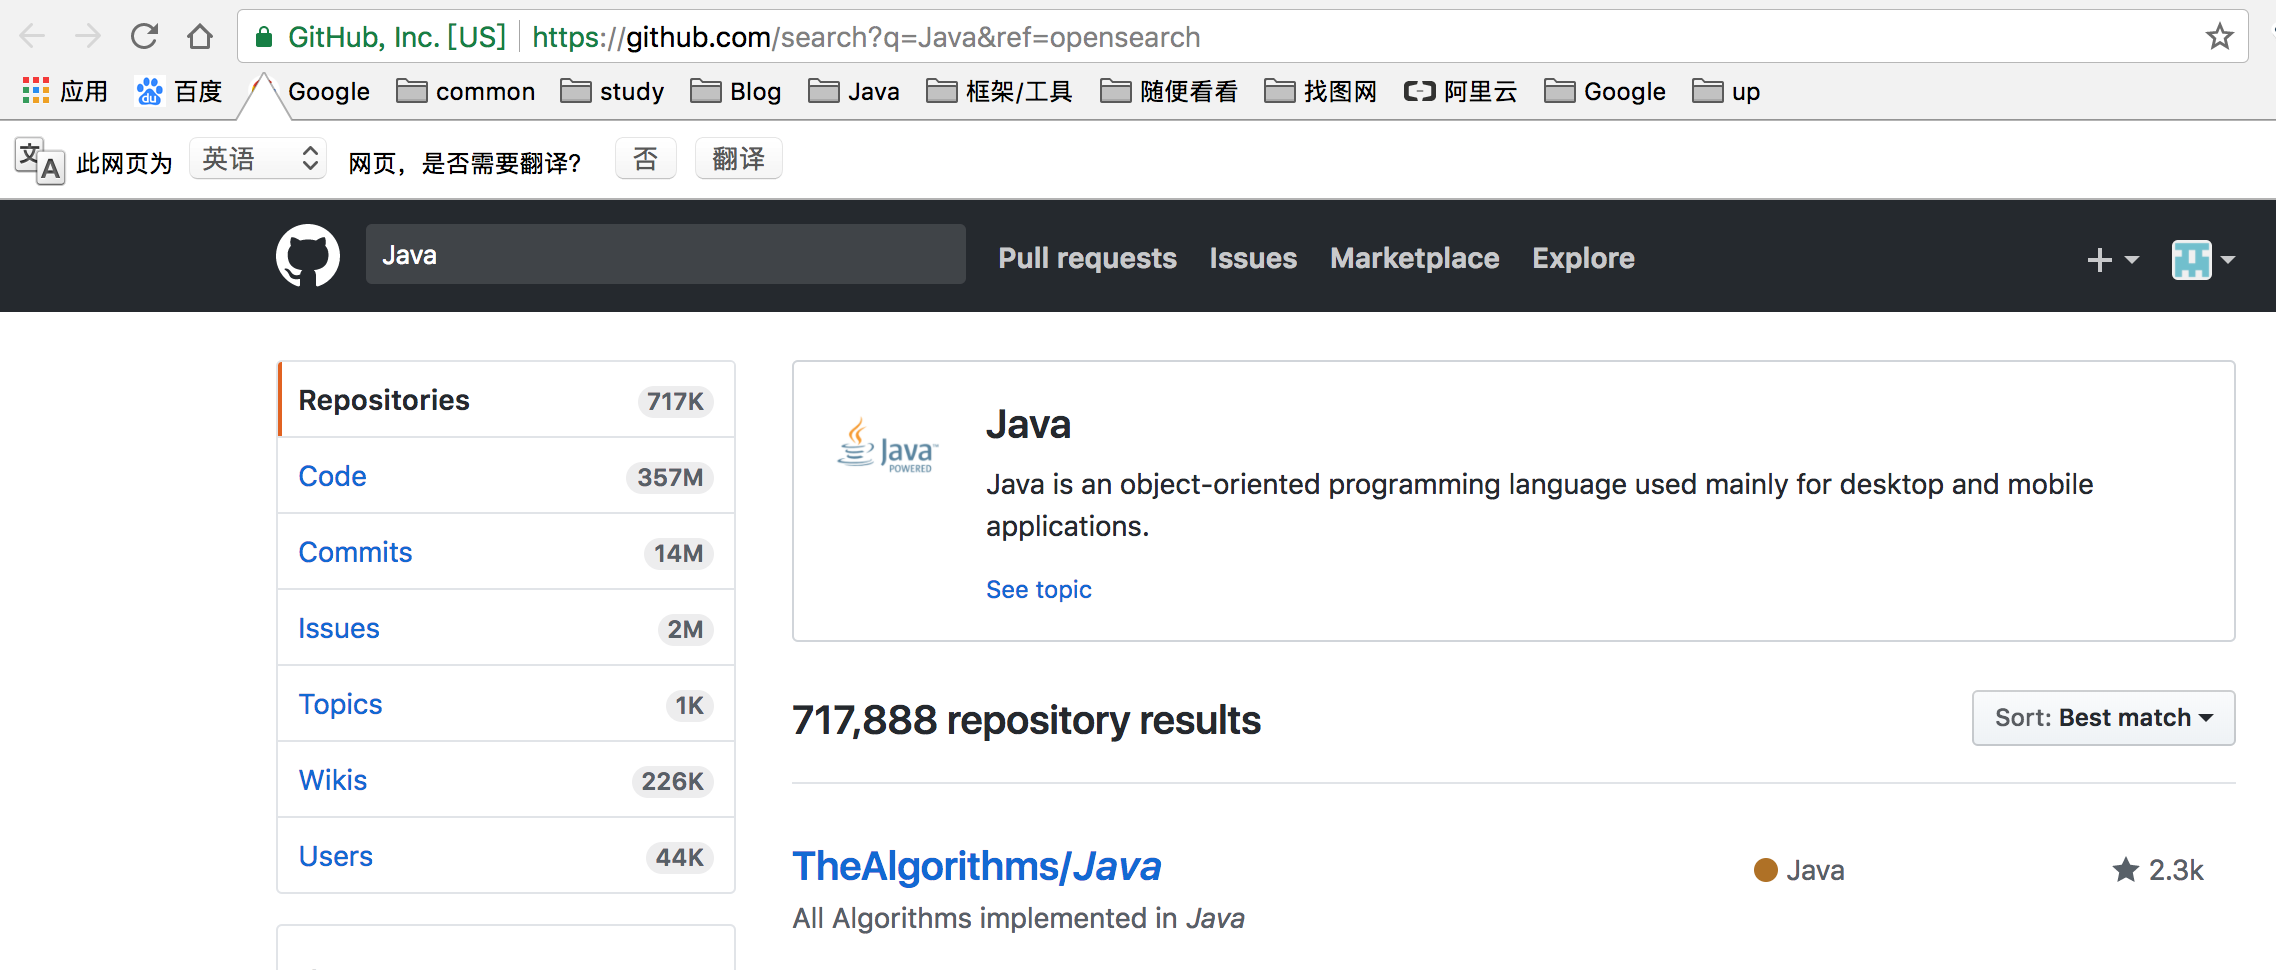 GitHub, Inc. [US] https://github.com/search?q=Java&ref=opensearch
应用 百度 Google common study Blog Java 框架/工具 随便看看 找图网 阿里云 Google up
此网页为 英语 网页，是否需要翻译? 否 翻译
Java Pull requests Issues Marketplace Explore
Repositories 717K
Code 357M
Commits 14M
Issues 2M
Topics 1K
Wikis 226K
Users 44K
Java™
POWERED
Java
Java is an object-oriented programming language used mainly for desktop and mobile
applications.
See topic
717,888 repository results Sort: Best match
TheAlgorithms/Java Java 2.3k
All Algorithms implemented in Java